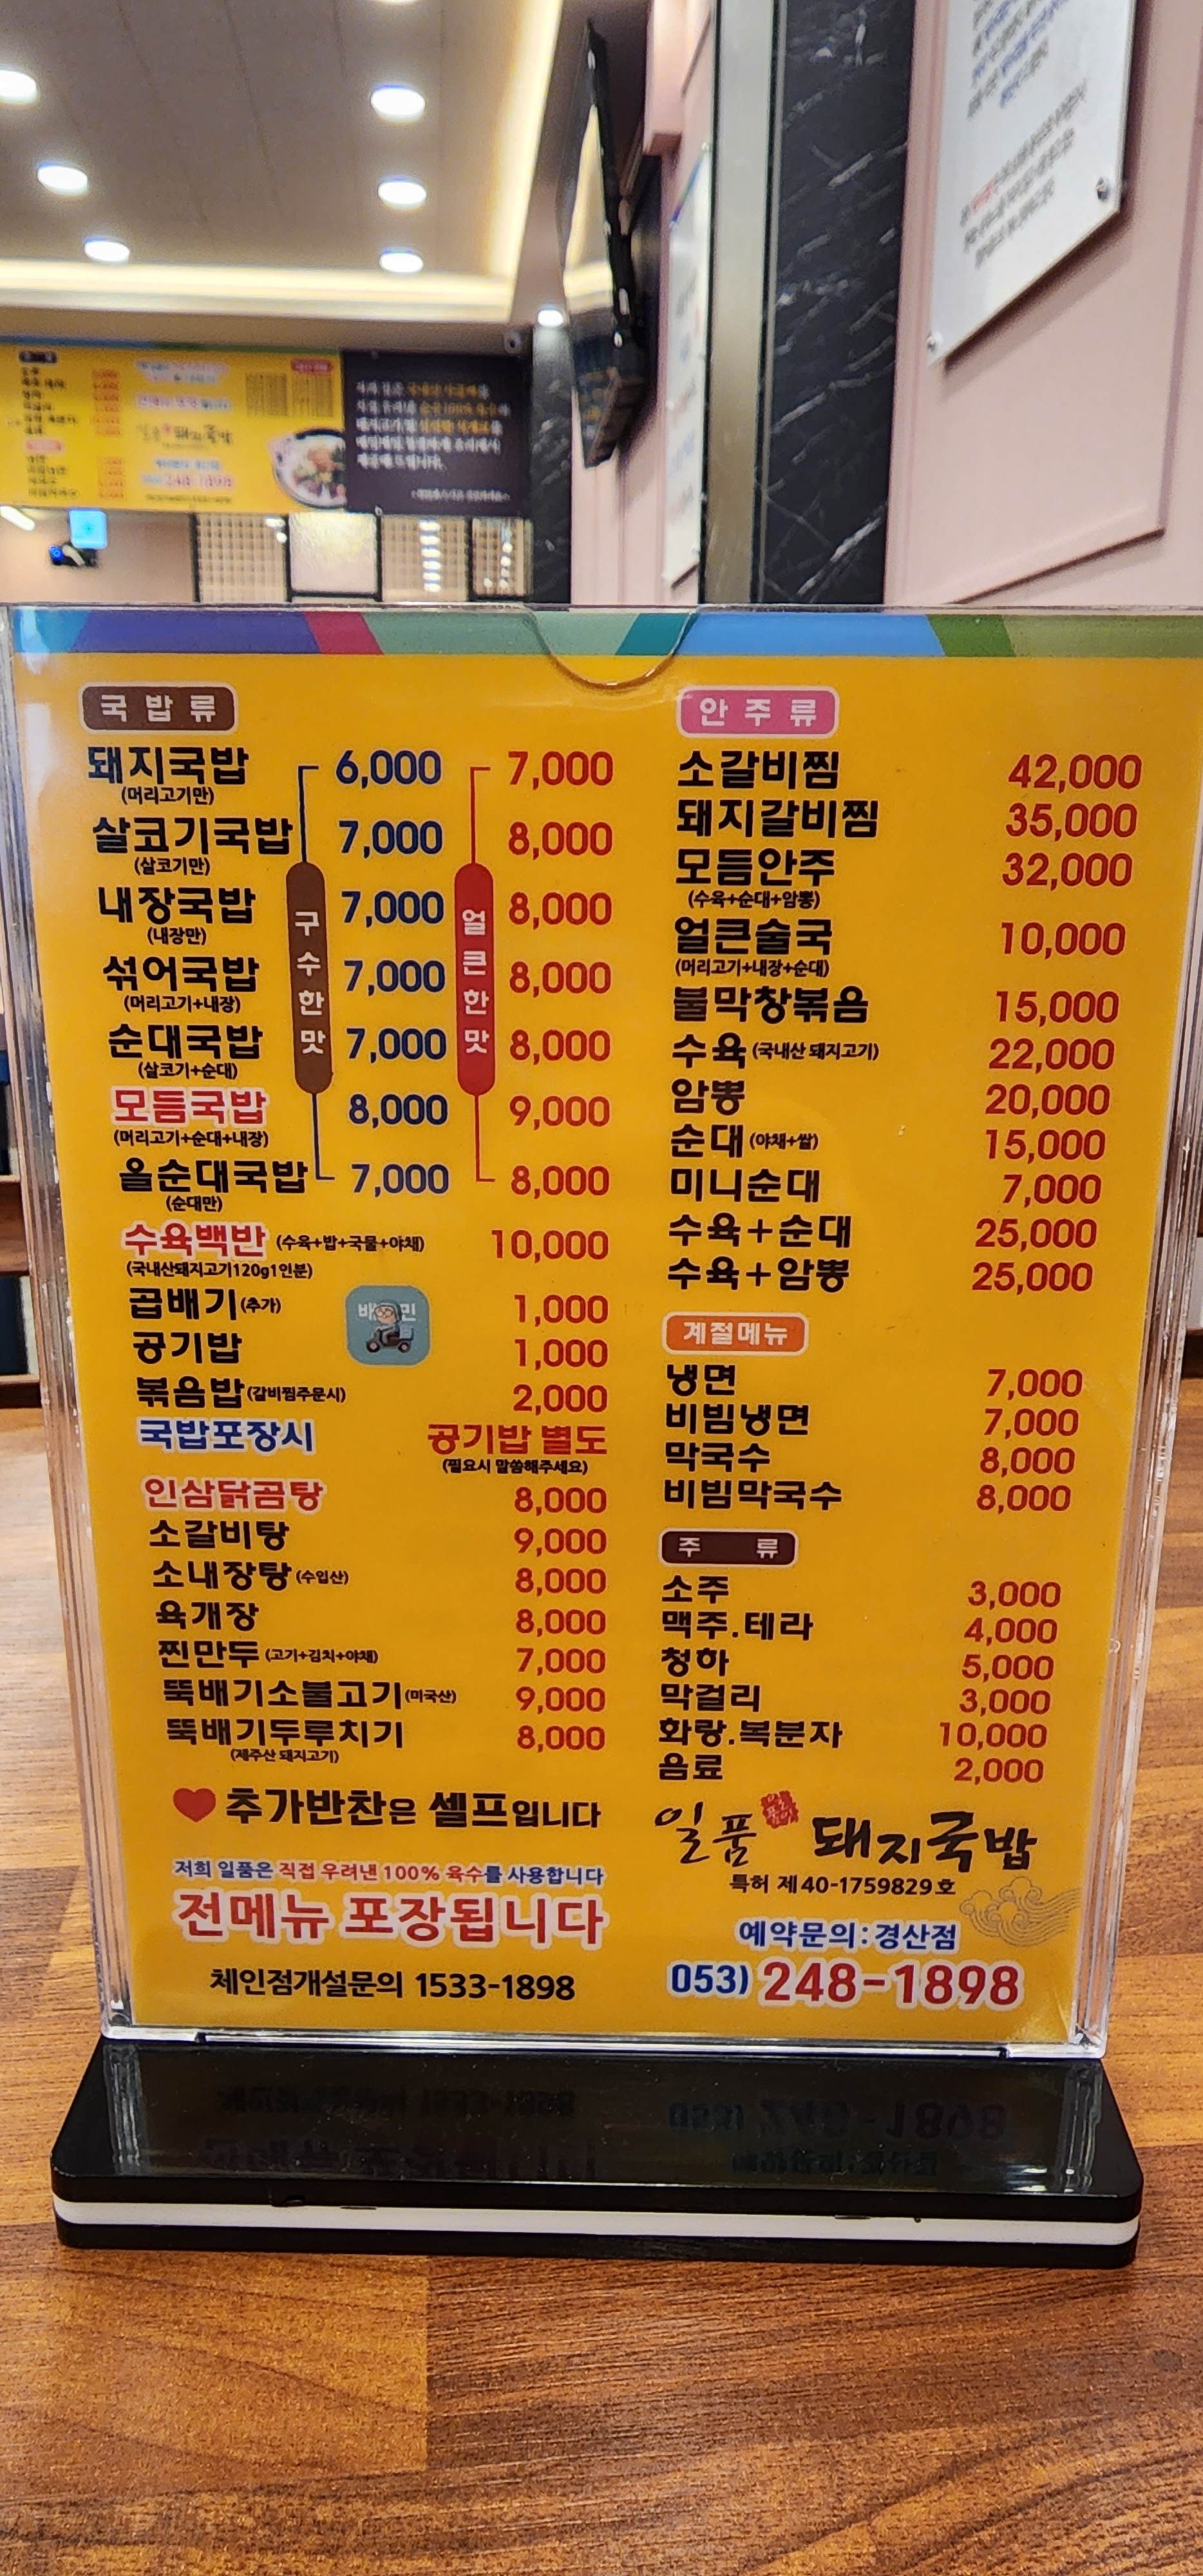 국밥류
돼지국밥 6,000 7,000
(머리고기만)
살코기국밥 7,000 8,000
(살코기만)
내장국밥 7,000 8,000
(내장만)
섞어국밥 7,000 8,000
(머리고기+내장)
순대국밥 7,000 8,000
(살코기+순대)
모듬국밥 8,000 9,000
(머리고기+순대+내장)
올순대국밥 7,000 8,000
(순대만)
구수한맛
얼큰한맛
수육백반 (수육+밥+국물+야채) 10,000
(국내산돼지고기120g1인분)
곱배기(추가) 1,000
배 민
공기밥 1,000
볶음밥(갈비찜주문시) 2,000
국밥포장시 공기밥 별도
(필요시 말씀해주세요)
인삼닭곰탕 8,000
소갈비탕 9,000
소내장탕(수입산) 8,000
육개장 8,000
찐만두(고기+김치+야채) 7,000
뚝배기소불고기(미국산) 9,000
뚝배기두루치기 8,000
(제주산 돼지고기)
추가반찬은 셀프입니다
저희 일품은 직접 우려낸 100% 육수를 사용합니다
전메뉴 포장됩니다
체인점개설문의 1533-1898
안주류
소갈비찜 42,000
돼지갈비찜 35,000
모듬안주 32,000
(수육+순대+암뽕)
얼큰술국 10,000
(머리고기+내장+순대)
불막창볶음 15,000
수육(국내산 돼지고기) 22,000
암뽕 20,000
순대(야채+쌀) 15,000
미니순대 7,000
수육+순대 25,000
수육+암뽕 25,000
계절메뉴
냉면 7,000
비빔냉면 7,000
막국수 8,000
비빔막국수 8,000
주 류
소주 3,000
맥주.테라 4,000
청하 5,000
막걸리 3,000
화랑.복분자 10,000
음료 2,000
일품 돼지국밥
특허 제40-1759829호
예약문의:경산점
053) 248-1898